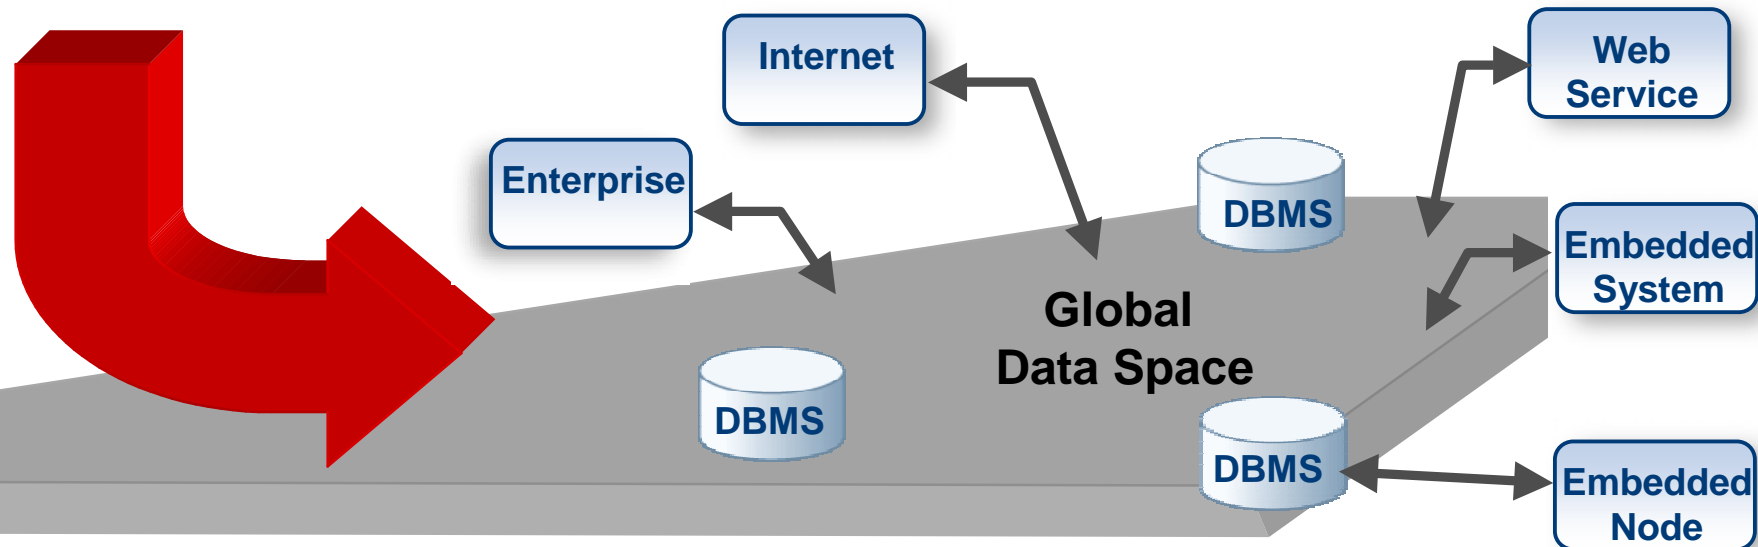 Internet
Web
Service
Enterprise
DBMS
Embedded
System
Global
Data Space
DBMS
DBMS
Embedded
Node